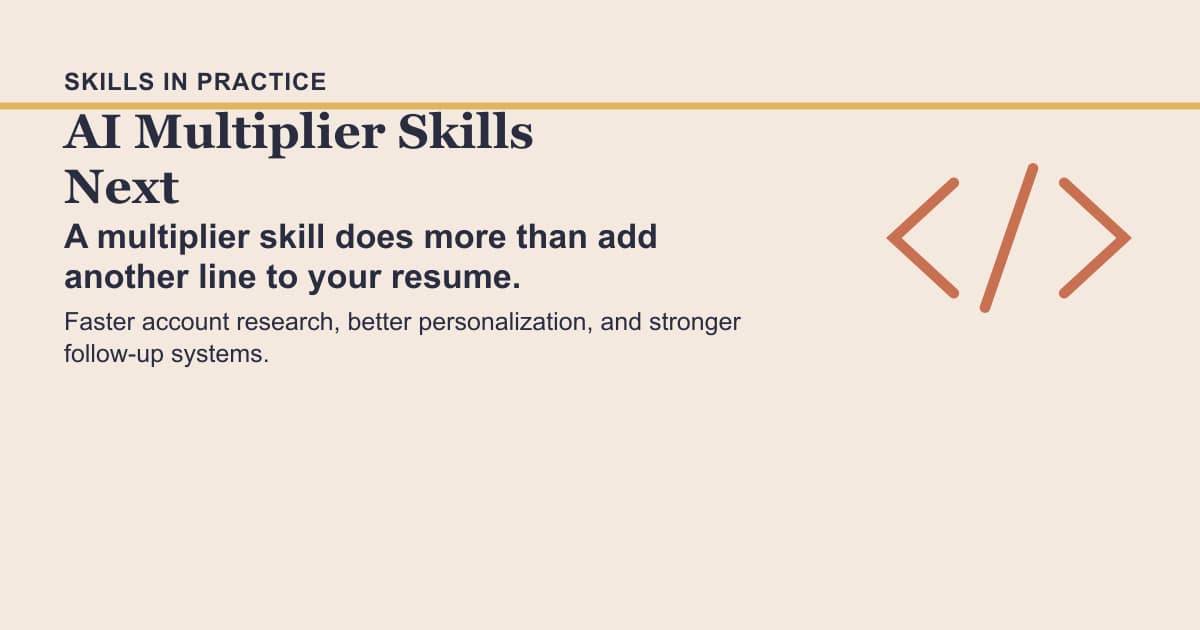 SKILLS IN PRACTICE
AI Multiplier Skills
Next
A multiplier skill does more than add
another line to your resume.
Faster account research, better personalization, and stronger
follow-up systems.